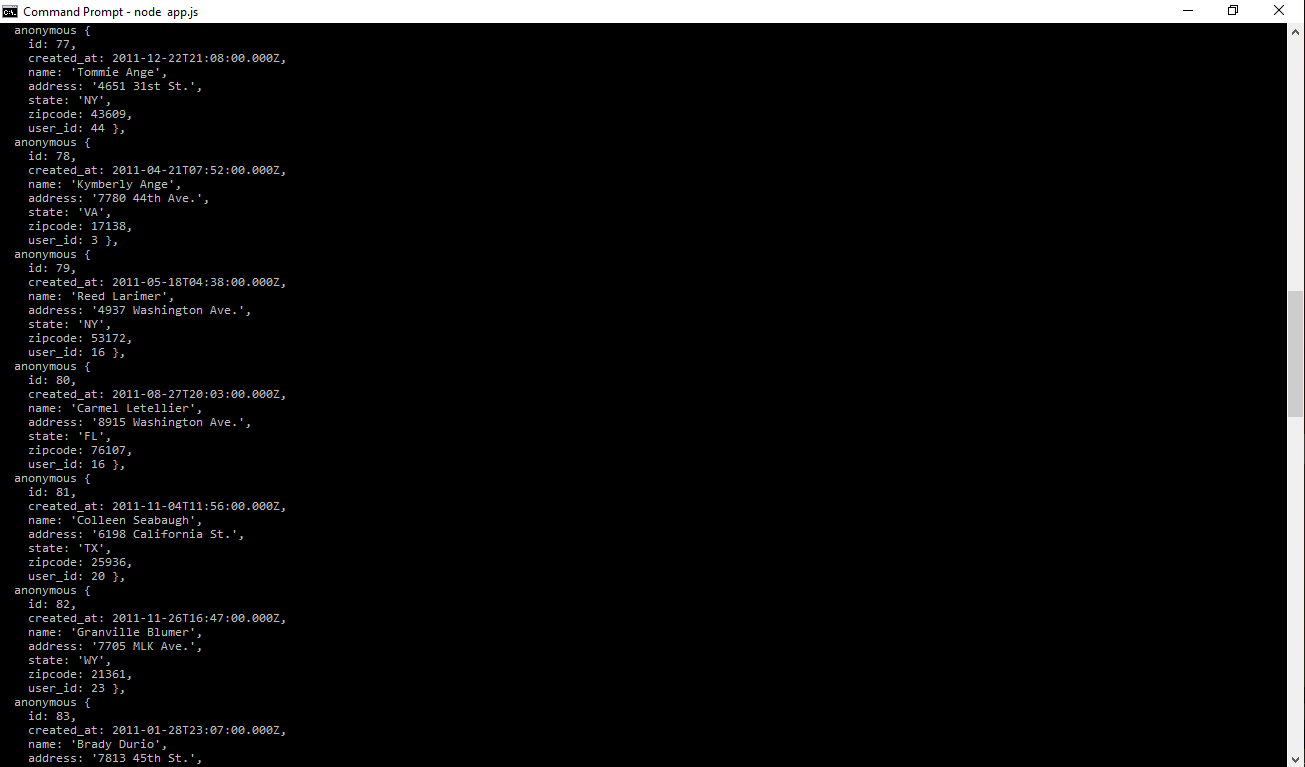 Command Prompt - node app.js
anonymous {
id: 77,
created_at: 2011-12-22T21:08:00.000Z,
name: 'Tommie Ange',
address: '4651 31st St.',
state: 'NY',
zipcode: 43609,
user_id: 44 },
anonymous {
id: 78,
created_at: 2011-04-21T07:52:00.000Z,
name: 'Kymberly Ange',
address: '7780 44th Ave.',
state: 'VA',
zipcode: 17138,
user_id: 3 },
anonymous {
id: 79,
created_at: 2011-05-18T04:38:00.000Z,
name: 'Reed Larimer',
address: '4937 Washington Ave.',
state: 'NY',
zipcode: 53172,
user_id: 16 },
anonymous {
id: 80,
created_at: 2011-08-27T20:03:00.000Z,
name: 'Carmel Letellier',
address: '8915 Washington Ave.',
state: 'FL',
zipcode: 76107,
user_id: 16 },
anonymous {
id: 81,
created_at: 2011-11-04T11:56:00.000Z,
name: 'Colleen Seabaugh',
address: '6198 California St.',
state: 'TX',
zipcode: 25936,
user_id: 20 },
anonymous {
id: 82,
created_at: 2011-11-26T16:47:00.000Z,
name: 'Granville Blumer',
address: '7705 MLK Ave.',
state: 'WY',
zipcode: 21361,
user_id: 23 },
anonymous {
id: 83,
created_at: 2011-01-28T23:07:00.000Z,
name: 'Brady Durio',
address: '7813 45th St.',